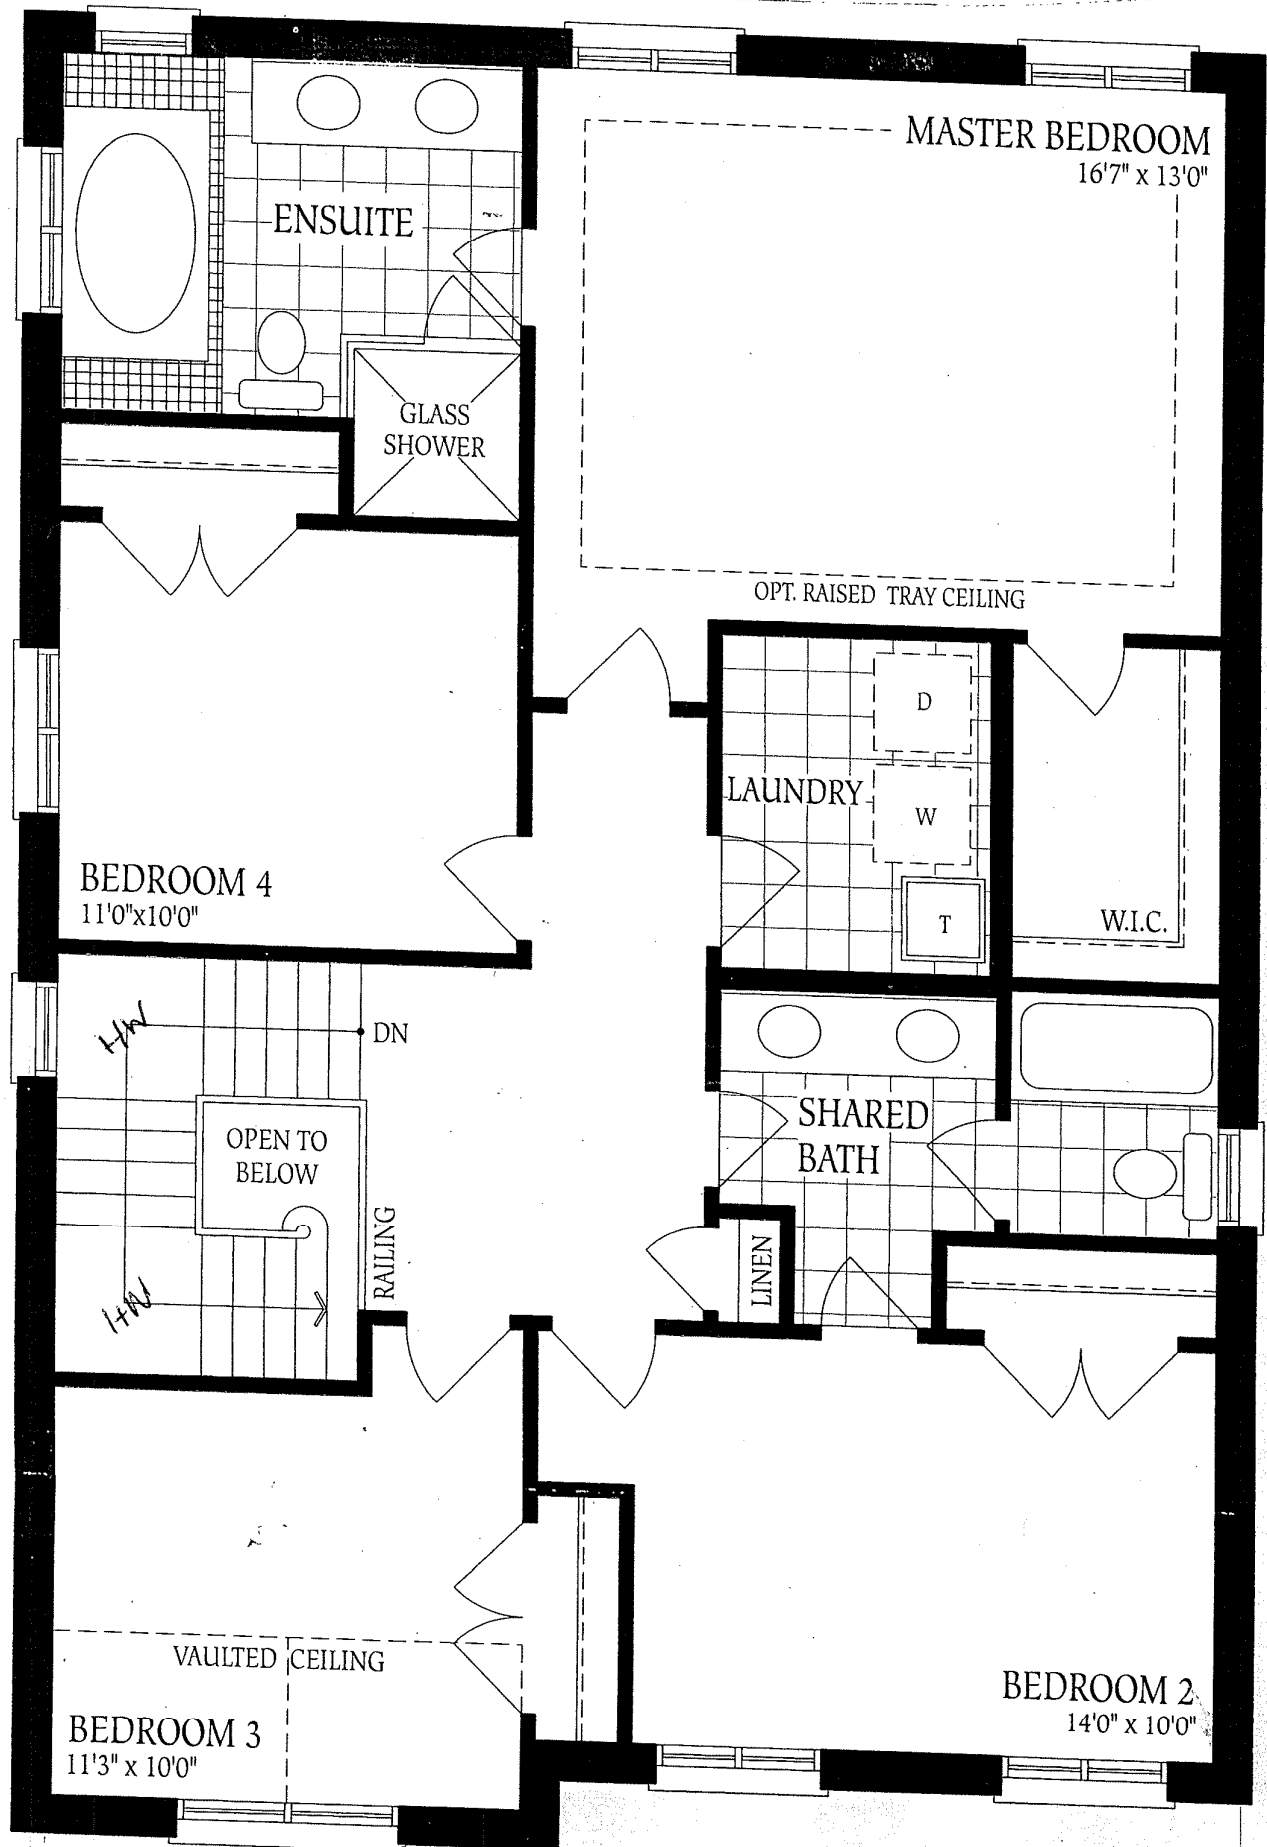 MASTER BEDROOM
16'7" x 13'0"
ENSUITE
GLASS
SHOWER
OPT. RAISED TRAY CEILING
D
LAUNDRY
W
BEDROOM 4
11'0"x10'0"
T
W.I.C.
HW
DN
SHARED
BATH
OPEN TO
BELOW
RAILING
LINEN
HW
VAULTED CEILING
BEDROOM 2
14'0" x 10'0"
BEDROOM 3
11'3" x 10'0"